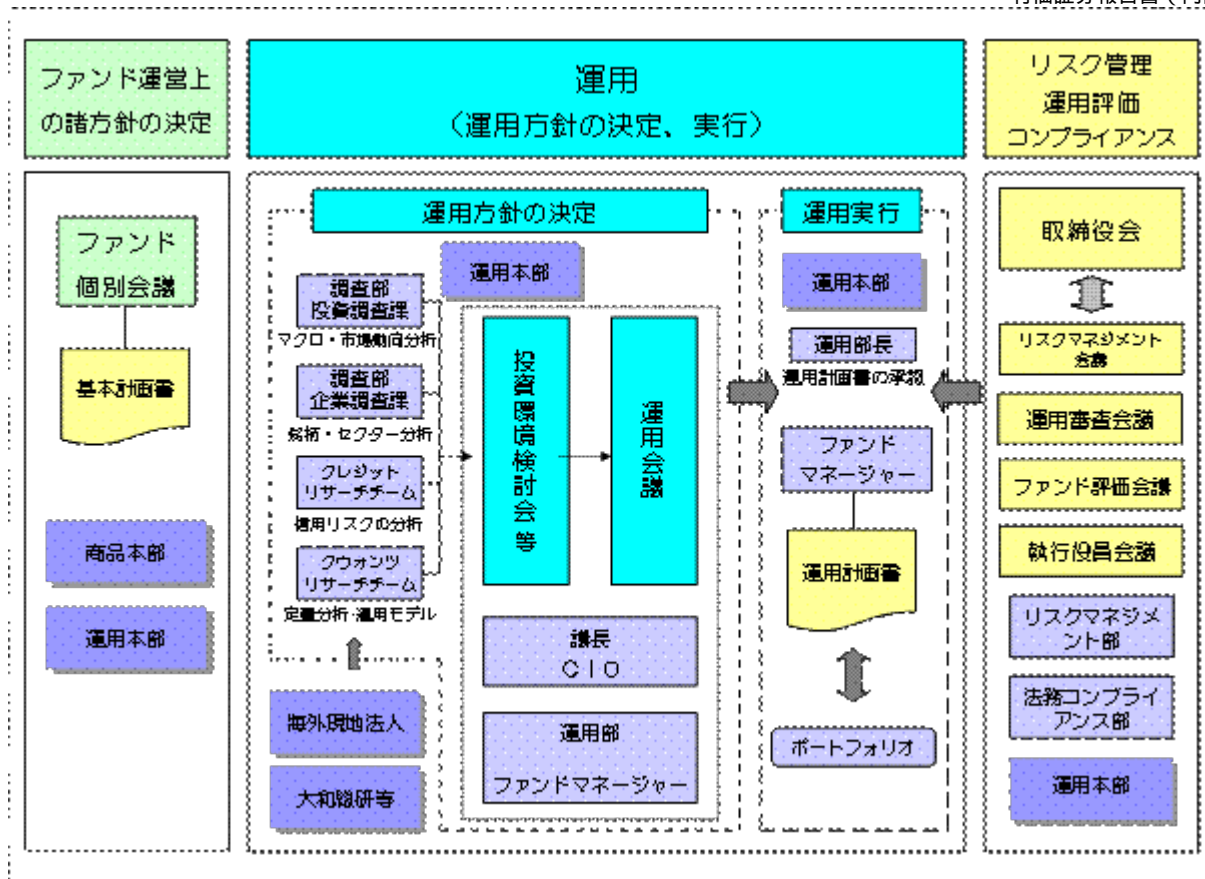 ファンド運営上
の諸方針の決定
運用
（運用方針の決定、実行）
リスク管理
運用評価
コンプライアンス
ファンド
個別会議
基本計画書
商品本部
運用本部
運用方針の決定
運用本部
調査部
投資調査課
マクロ・市場動向分析
調査部
企業調査課
銘柄・セクター分析
クレジット
リサーチチーム
信用リスクの分析
クウォンツ
リサーチチーム
定量分析・運用モデル
海外現地法人
大和総研等
投資環境検討会等
運用会議
議長
ＣＩＯ
運用部
ファンドマネージャー
運用実行
運用本部
運用部長
運用計画書の承認
ファンド
マネージャー
運用計画書
ポートフォリオ
取締役会
リスクマネジメント
会議
運用審査会議
ファンド評価会議
執行役員会議
リスクマネジメ
ント部
法務コンプライ
アンス部
運用本部